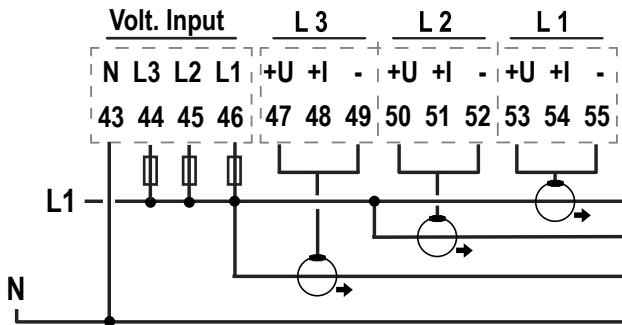 Volt. Input L 3 L 2 L 1
N L3 L2 L1 +U +I - +U +I - +U +I -
43 44 45 46 47 48 49 50 51 52 53 54 55
L1
N